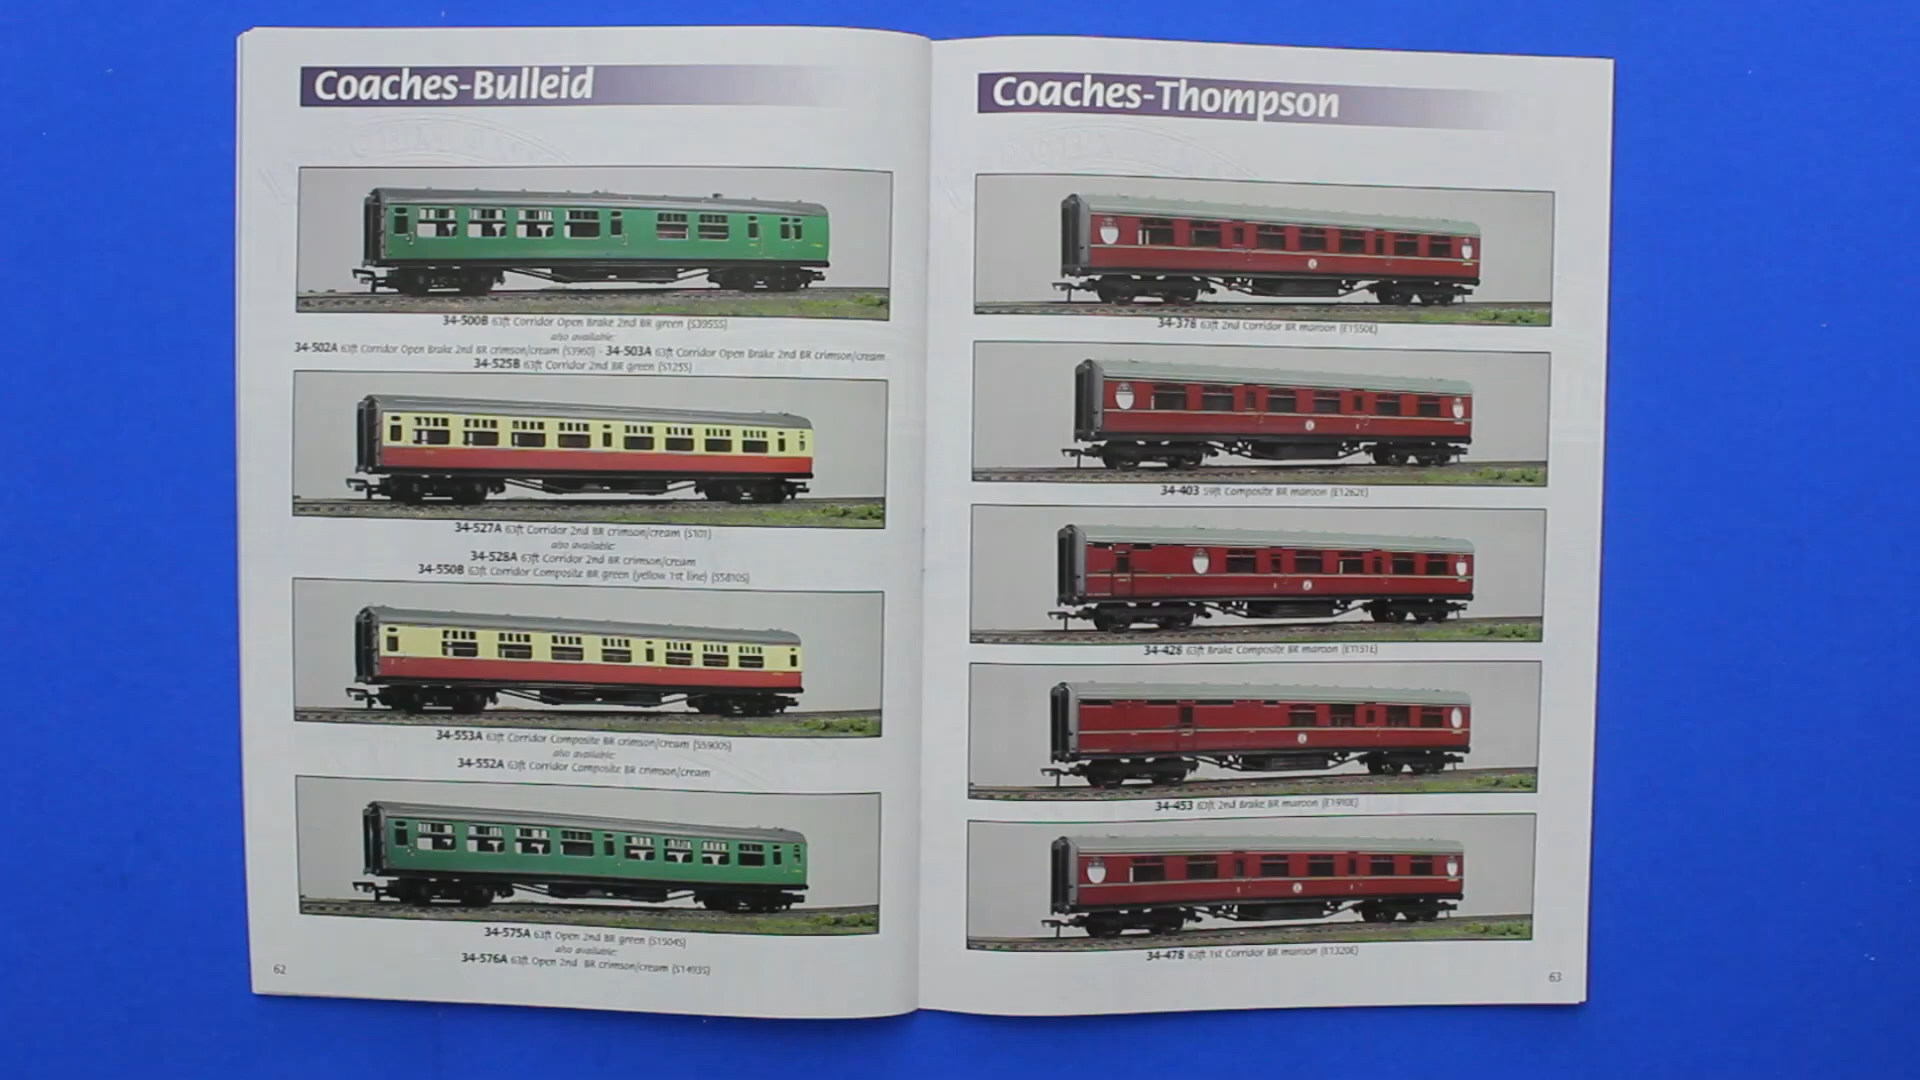 Coaches-Bulleid
34-500B 63ft Corridor Open Brake 2nd BR green (S3955S)
also available:
34-502A 63ft Corridor Open Brake 2nd BR crimson/cream (S3960) - 34-503A 63ft Corridor Open Brake 2nd BR crimson/cream
34-525B 63ft Corridor 2nd BR green (S125S)
34-527A 63ft Corridor 2nd BR crimson/cream (S101)
also available:
34-528A 63ft Corridor 2nd BR crimson/cream
34-550B 63ft Corridor Composite BR green (yellow 1st line) (S5810S)
34-553A 63ft Corridor Composite BR crimson/cream (S5900S)
also available:
34-552A 63ft Corridor Composite BR crimson/cream
34-575A 63ft Open 2nd BR green (S1504S)
also available:
34-576A 63ft Open 2nd BR crimson/cream (S1493S)
62
Coaches-Thompson
34-378 63ft 2nd Corridor BR maroon (E1550E)
34-403 59ft Composite BR maroon (E1262E)
34-428 63ft Brake Composite BR maroon (E1151E)
34-453 63ft 2nd Brake BR maroon (E1910E)
34-478 63ft 1st Corridor BR maroon (E1320E)
63